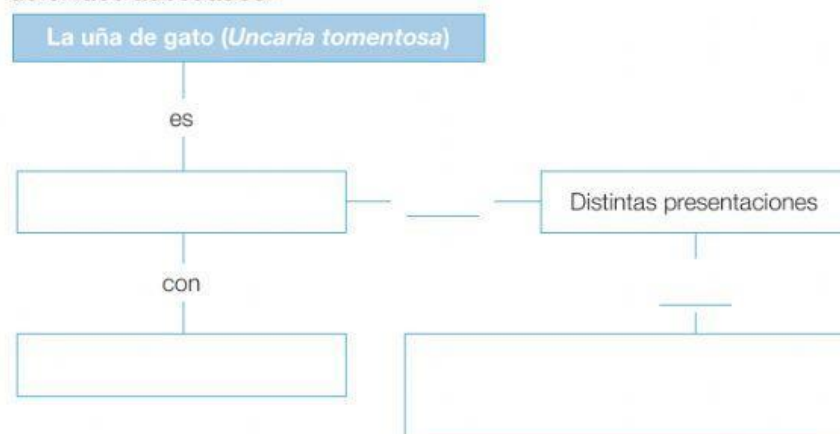 La uña de gato (Uncaria tomentosa)
es
Distintas presentaciones
con